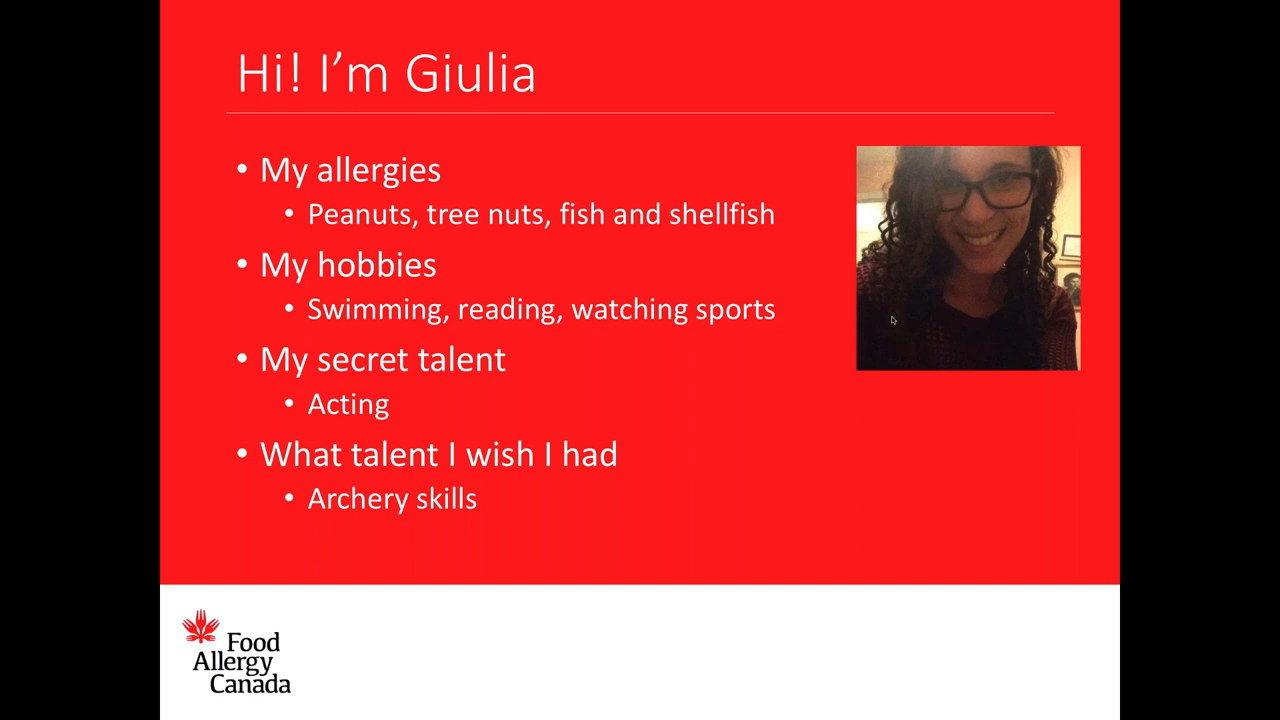 Hi! I’m Giulia
• My allergies
• Peanuts, tree nuts, fish and shellfish
• My hobbies
• Swimming, reading, watching sports
• My secret talent
• Acting
• What talent I wish I had
• Archery skills
Food
Allergy
Canada